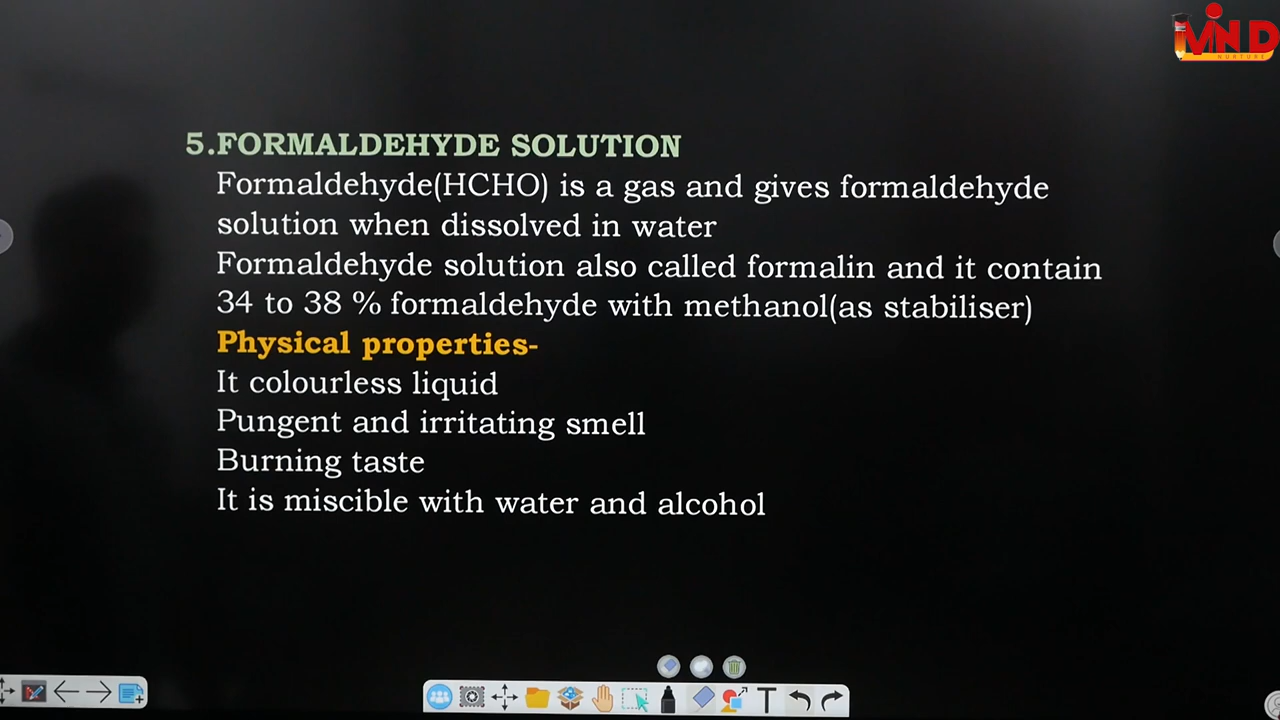 MIND
NURTURE
5.FORMALDEHYDE SOLUTION
Formaldehyde(HCHO) is a gas and gives formaldehyde
solution when dissolved in water
Formaldehyde solution also called formalin and it contain
34 to 38 % formaldehyde with methanol(as stabiliser)
Physical properties-
It colourless liquid
Pungent and irritating smell
Burning taste
It is miscible with water and alcohol
T